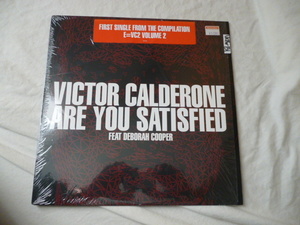 FIRST SINGLE FROM THE COMPILATION
E=VC2 VOLUME 2
VICTOR CALDERONE
ARE YOU SATISFIED
FEAT DEBORAH COOPER